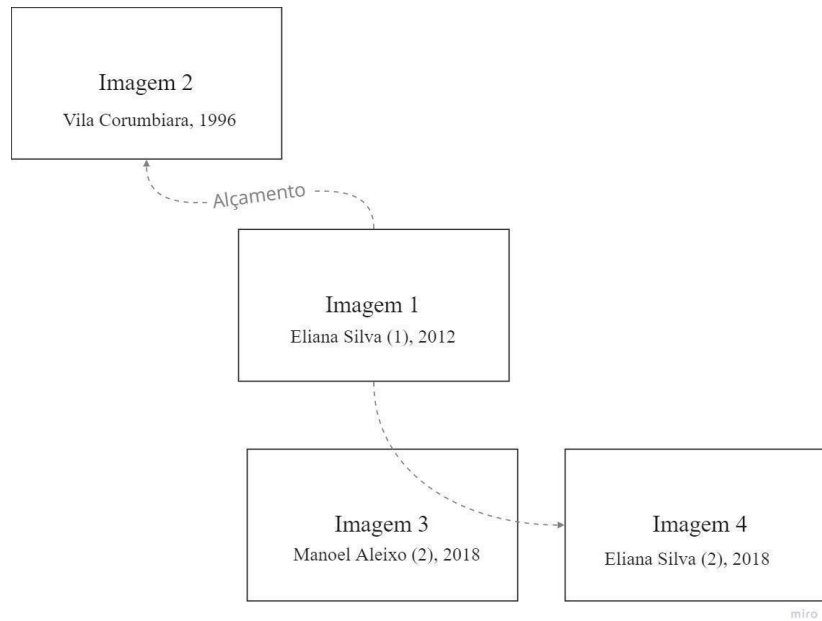 Imagem 2
Vila Corumbiara, 1996
Alçamento
Imagem 1
Eliana Silva (1), 2012
Imagem 3
Manoel Aleixo (2), 2018
Imagem 4
Eliana Silva (2), 2018
miro